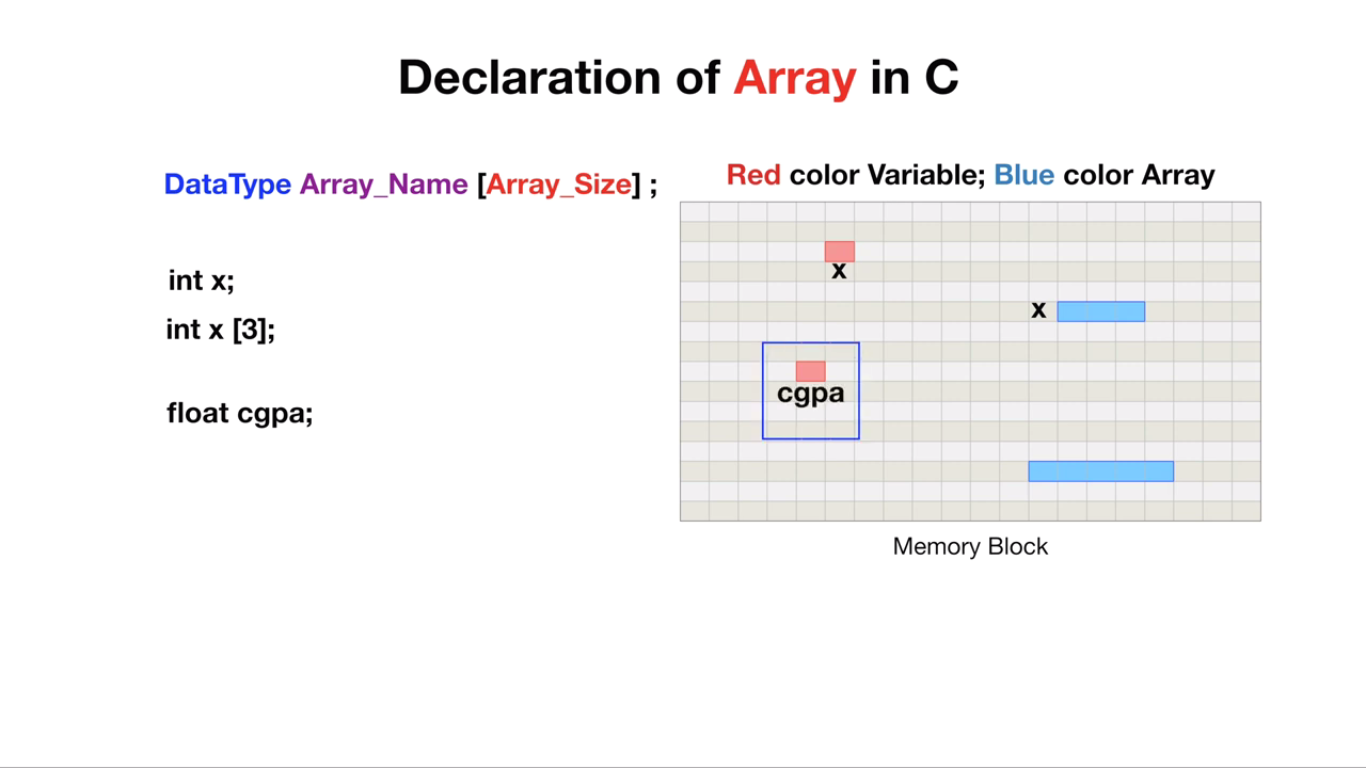 Declaration of Array in C
DataType Array_Name [Array_Size] ;
int x;
int x [3];
float cgpa;
Red color Variable; Blue color Array
x
x
cgpa
Memory Block